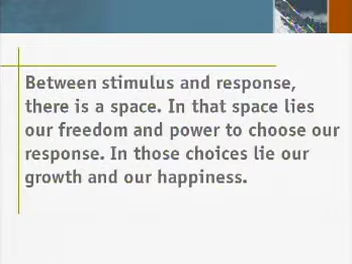 Between stimulus and response,
there is a space. In that space lies
our freedom and power to choose our
response. In those choices lie our
growth and our happiness.